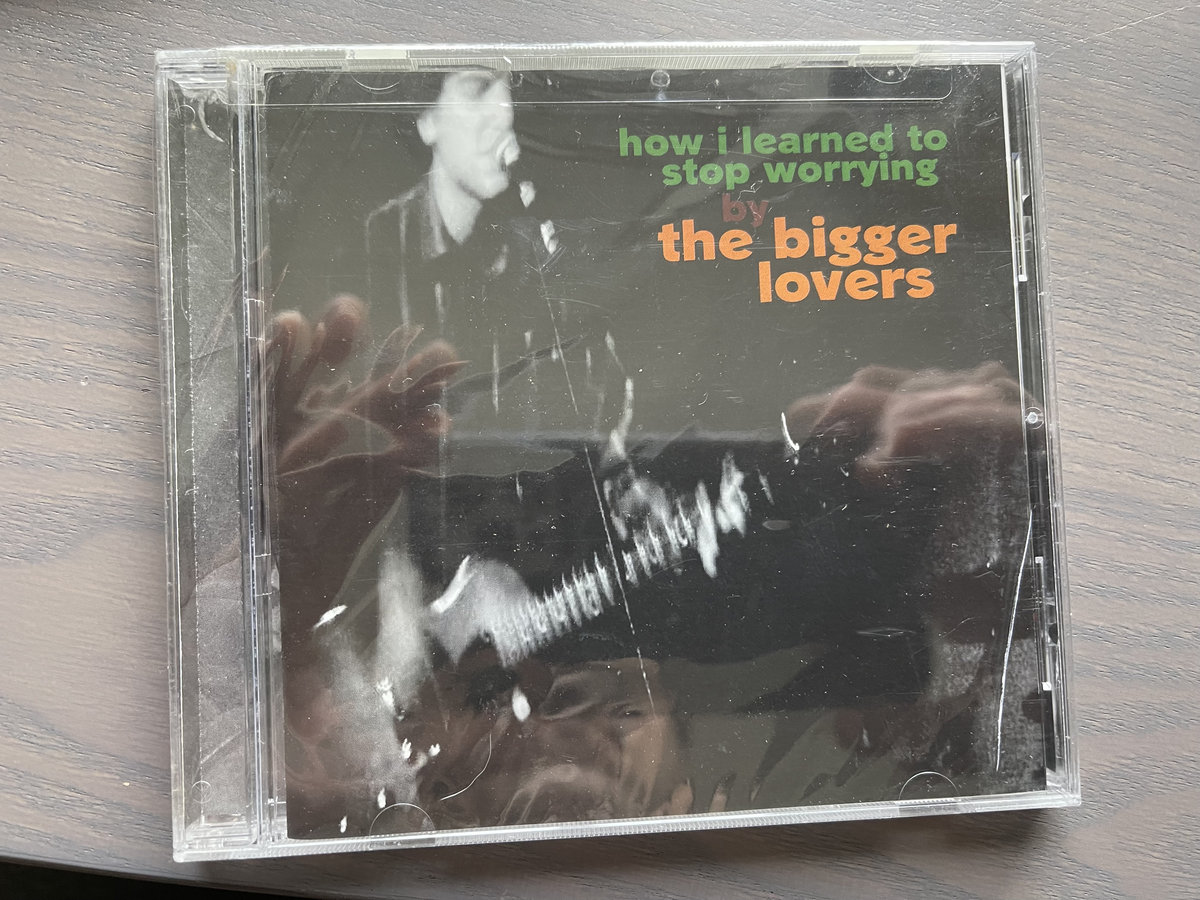 how i learned to
stop worrying
by
the bigger
lovers